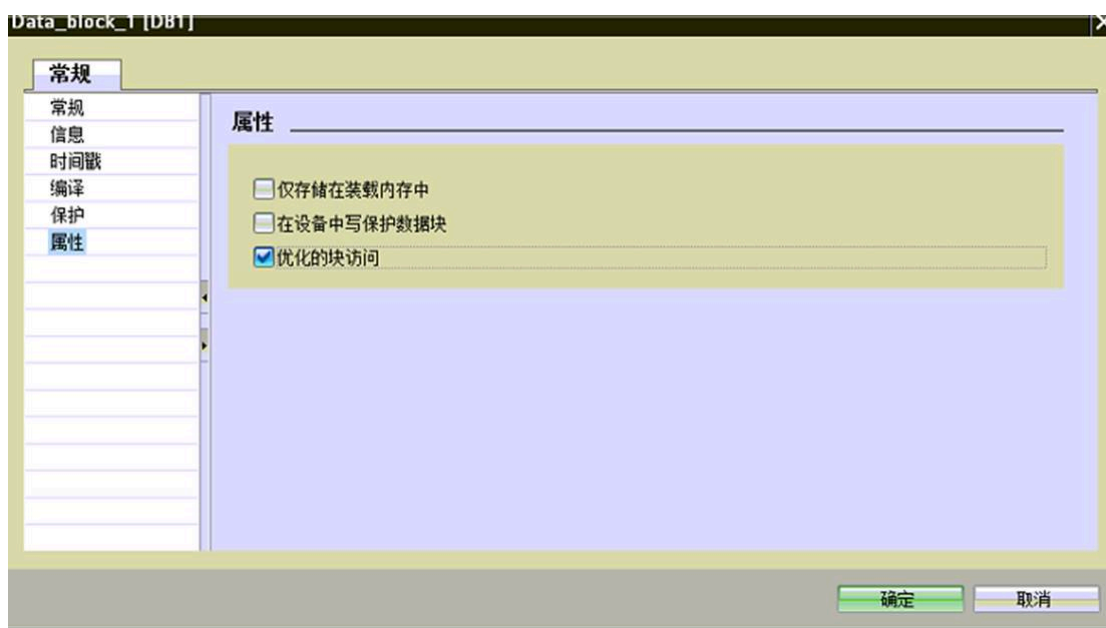 Data_block_1 [DB1]
常规
常规
信息
时间戳
编译
保护
属性
属性
仅存储在装载内存中
在设备中写保护数据块
优化的块访问
确定
取消